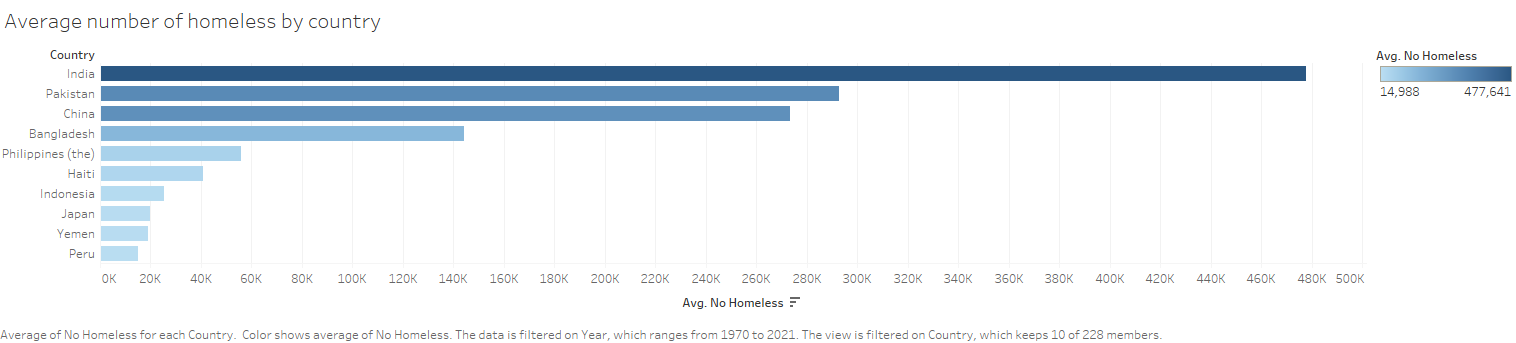 Average number of homeless by country
Country
India
Pakistan
China
Bangladesh
Philippines (the)
Haiti
Indonesia
Japan
Yemen
Peru
0K 20K 40K 60K 80K 100K 120K 140K 160K 180K 200K 220K 240K 260K 280K 300K 320K 340K 360K 380K 400K 420K 440K 460K 480K 500K
Avg. No Homeless
Avg. No Homeless
14,988 477,641
Average of No Homeless for each Country. Color shows average of No Homeless. The data is filtered on Year, which ranges from 1970 to 2021. The view is filtered on Country, which keeps 10 of 228 members.